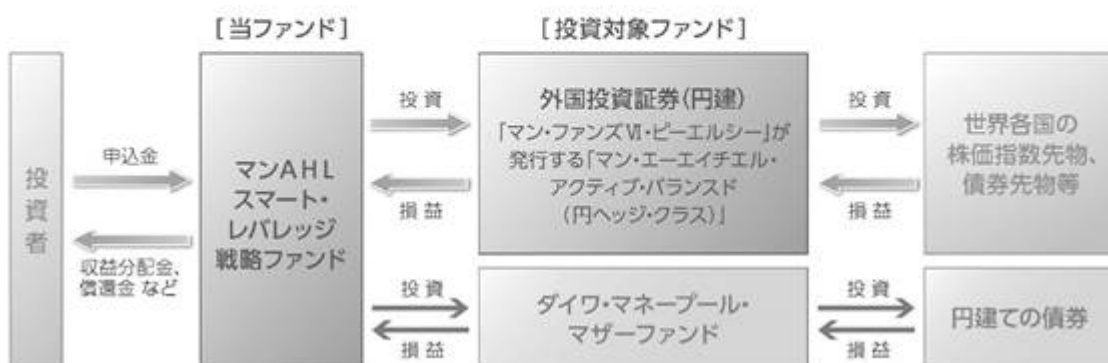 [当ファンド]
[投資対象ファンド]
投資者
申込金
収益分配金、
償還金 など
マンAHL
スマート・
レバレッジ
戦略ファンド
投資
損益
外国投資証券(円建)
「マン・ファンズⅥ・ピーエルシー」が
発行する「マン・エーエイチエル・
アクティブ・バランスド
(円ヘッジ・クラス)」
投資
損益
世界各国の
株価指数先物、
債券先物等
投資
損益
ダイワ・マネープール・
マザーファンド
投資
損益
円建ての債券